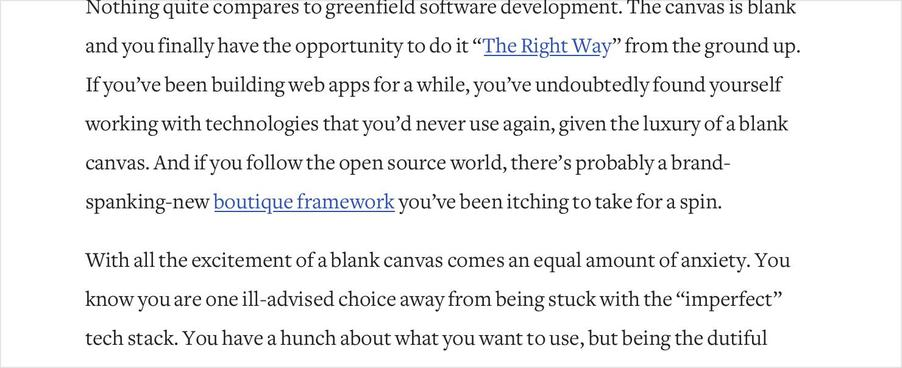 Nothing quite compares to greenfield software development. The canvas is blank
and you finally have the opportunity to do it “The Right Way” from the ground up.
If you’ve been building web apps for a while, you’ve undoubtedly found yourself
working with technologies that you’d never use again, given the luxury of a blank
canvas. And if you follow the open source world, there’s probably a brand-
spanking-new boutique framework you’ve been itching to take for a spin.
With all the excitement of a blank canvas comes an equal amount of anxiety. You
know you are one ill-advised choice away from being stuck with the “imperfect”
tech stack. You have a hunch about what you want to use, but being the dutiful